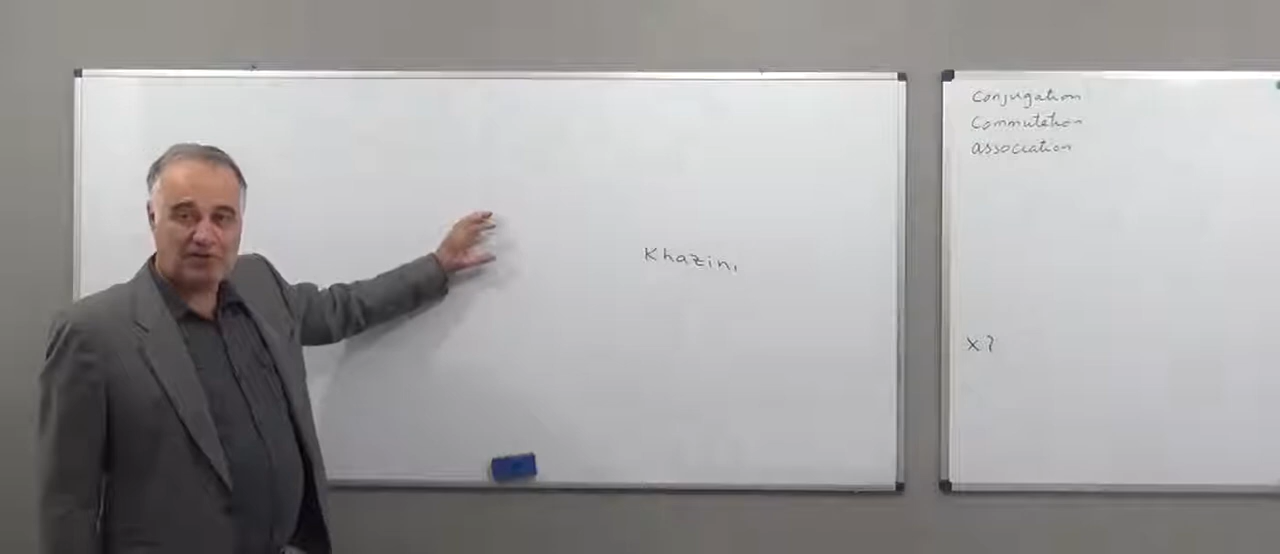 Khazini
Conjugation
Commutation
association
x?